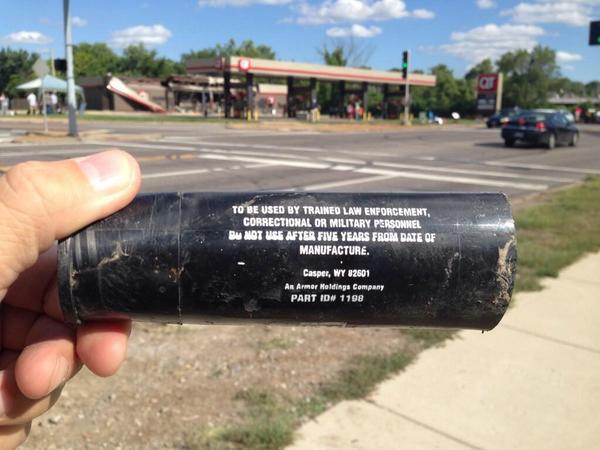 TO BE USED BY TRAINED LAW ENFORCEMENT,
CORRECTIONAL OR MILITARY PERSONNEL
DO NOT USE AFTER FIVE YEARS FROM DATE OF
MANUFACTURE.
Casper, WY 82601
An Armor Holdings Company
PART ID# 1198
QT